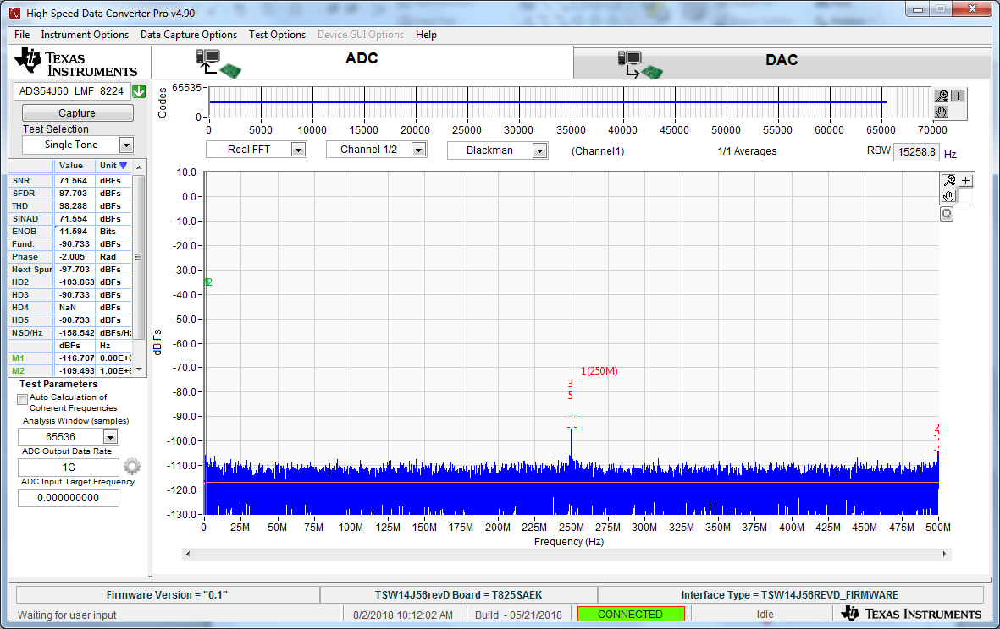 High Speed Data Converter Pro v4.90
File Instrument Options Data Capture Options Test Options Device GUI Options Help
TEXAS INSTRUMENTS
ADC
DAC
ADS54J60_LMF_8224
Capture
Test Selection
Single Tone
Codes
65535
0
0 5000 10000 15000 20000 25000 30000 35000 40000 45000 50000 55000 60000 65000 70000
Real FFT Channel 1/2 Blackman (Channel1) 1/1 Averages RBW 15258.8 Hz
Value Unit
SNR 71.564 dBFs
SFDR 97.703 dBFs
THD 98.288 dBFs
SINAD 71.554 dBFs
ENOB 11.594 Bits
Fund. -90.733 dBFs
Phase -2.005 Rad
Next Spur -97.703 dBFs
HD2 -103.863 dBFs
HD3 -90.733 dBFs
HD4 NaN dBFs
HD5 -90.733 dBFs
NSD/Hz -158.542 dBFs/Hz
dBFs Hz
M1 -116.707 0.00E+0
M2 -109.493 1.00E+6
Test Parameters
Auto Calculation of
Coherent Frequencies
Analysis Window (samples)
65536
ADC Output Data Rate
1G
ADC Input Target Frequency
0.000000000
dB Fs
10.0
0.0
-10.0
-20.0
-30.0
-40.0
-50.0
-60.0
-70.0
-80.0
-90.0
-100.0
-110.0
-120.0
-130.0
1(250M)
3
5
2
0 25M 50M 75M 100M 125M 150M 175M 200M 225M 250M 275M 300M 325M 350M 375M 400M 425M 450M 475M 500M
Frequency (Hz)
Firmware Version = "0.1" TSW14J56revD Board = T825SAEK Interface Type = TSW14J56REVD_FIRMWARE
Waiting for user input 8/2/2018 10:12:02 AM Build - 05/21/2018 CONNECTED Idle TEXAS INSTRUMENTS